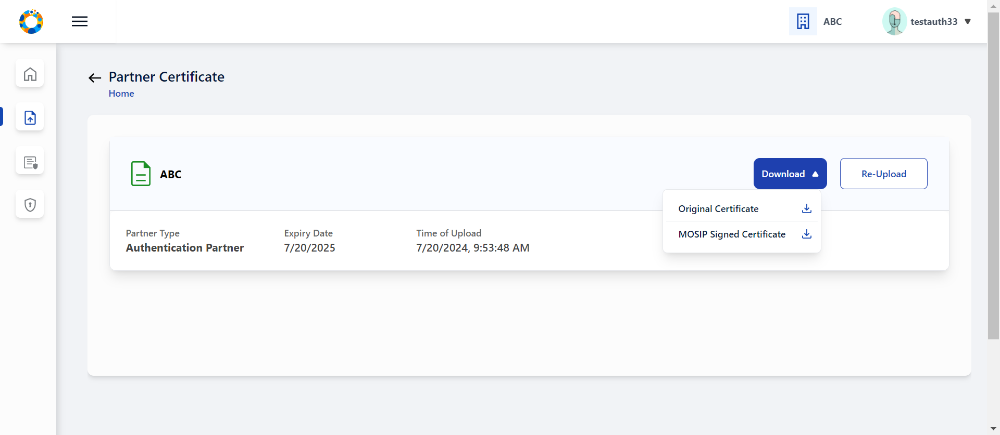 ABC
testauth33
Partner Certificate
Home
ABC
Download
Re-Upload
Original Certificate
MOSIP Signed Certificate
Partner Type
Expiry Date
Time of Upload
Authentication Partner
7/20/2025
7/20/2024, 9:53:48 AM